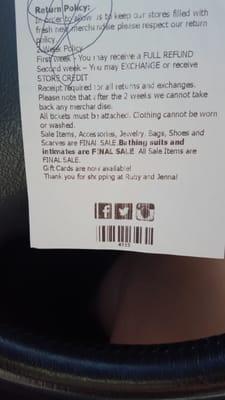 Return Policy:
In order to allow us to keep our stores filled with
fresh new merchandise please respect our return
policy.
2 Week Policy
First week - You may receive a FULL REFUND
Second week - You may EXCHANGE or receive
STORE CREDIT
Receipt required for all returns and exchanges.
Please note that after the 2 weeks we cannot take
back any merchandise.
All tickets must be attached. Clothing cannot be worn
or washed.
Sale Items, Accessories, Jewelry, Bags, Shoes and
Scarves are FINAL SALE. Bathing suits and
intimates are FINAL SALE. All Sale Items are
FINAL SALE.
Gift Cards are now available!
Thank you for shopping at Ruby and Jenna!
4115